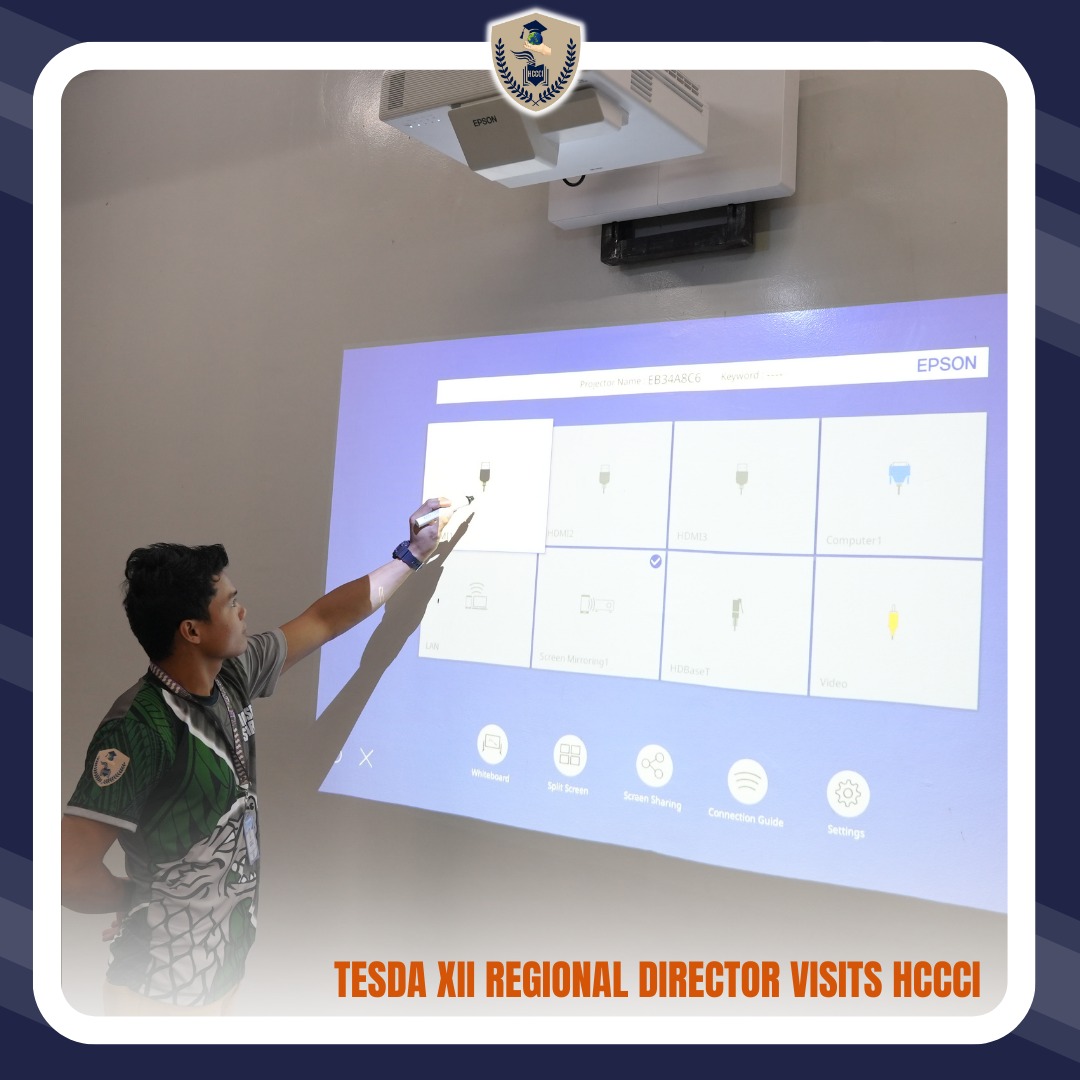 HCCCI
EPSON
EPSON
Projector Name : EB34A8C6 Keyword : ----
HDMI2
HDMI3
Computer1
LAN
Screen Mirroring1
HDBaseT
Video
Whiteboard
Split Screen
Screen Sharing
Connection Guide
Settings
TESDA XII REGIONAL DIRECTOR VISITS HCCCI